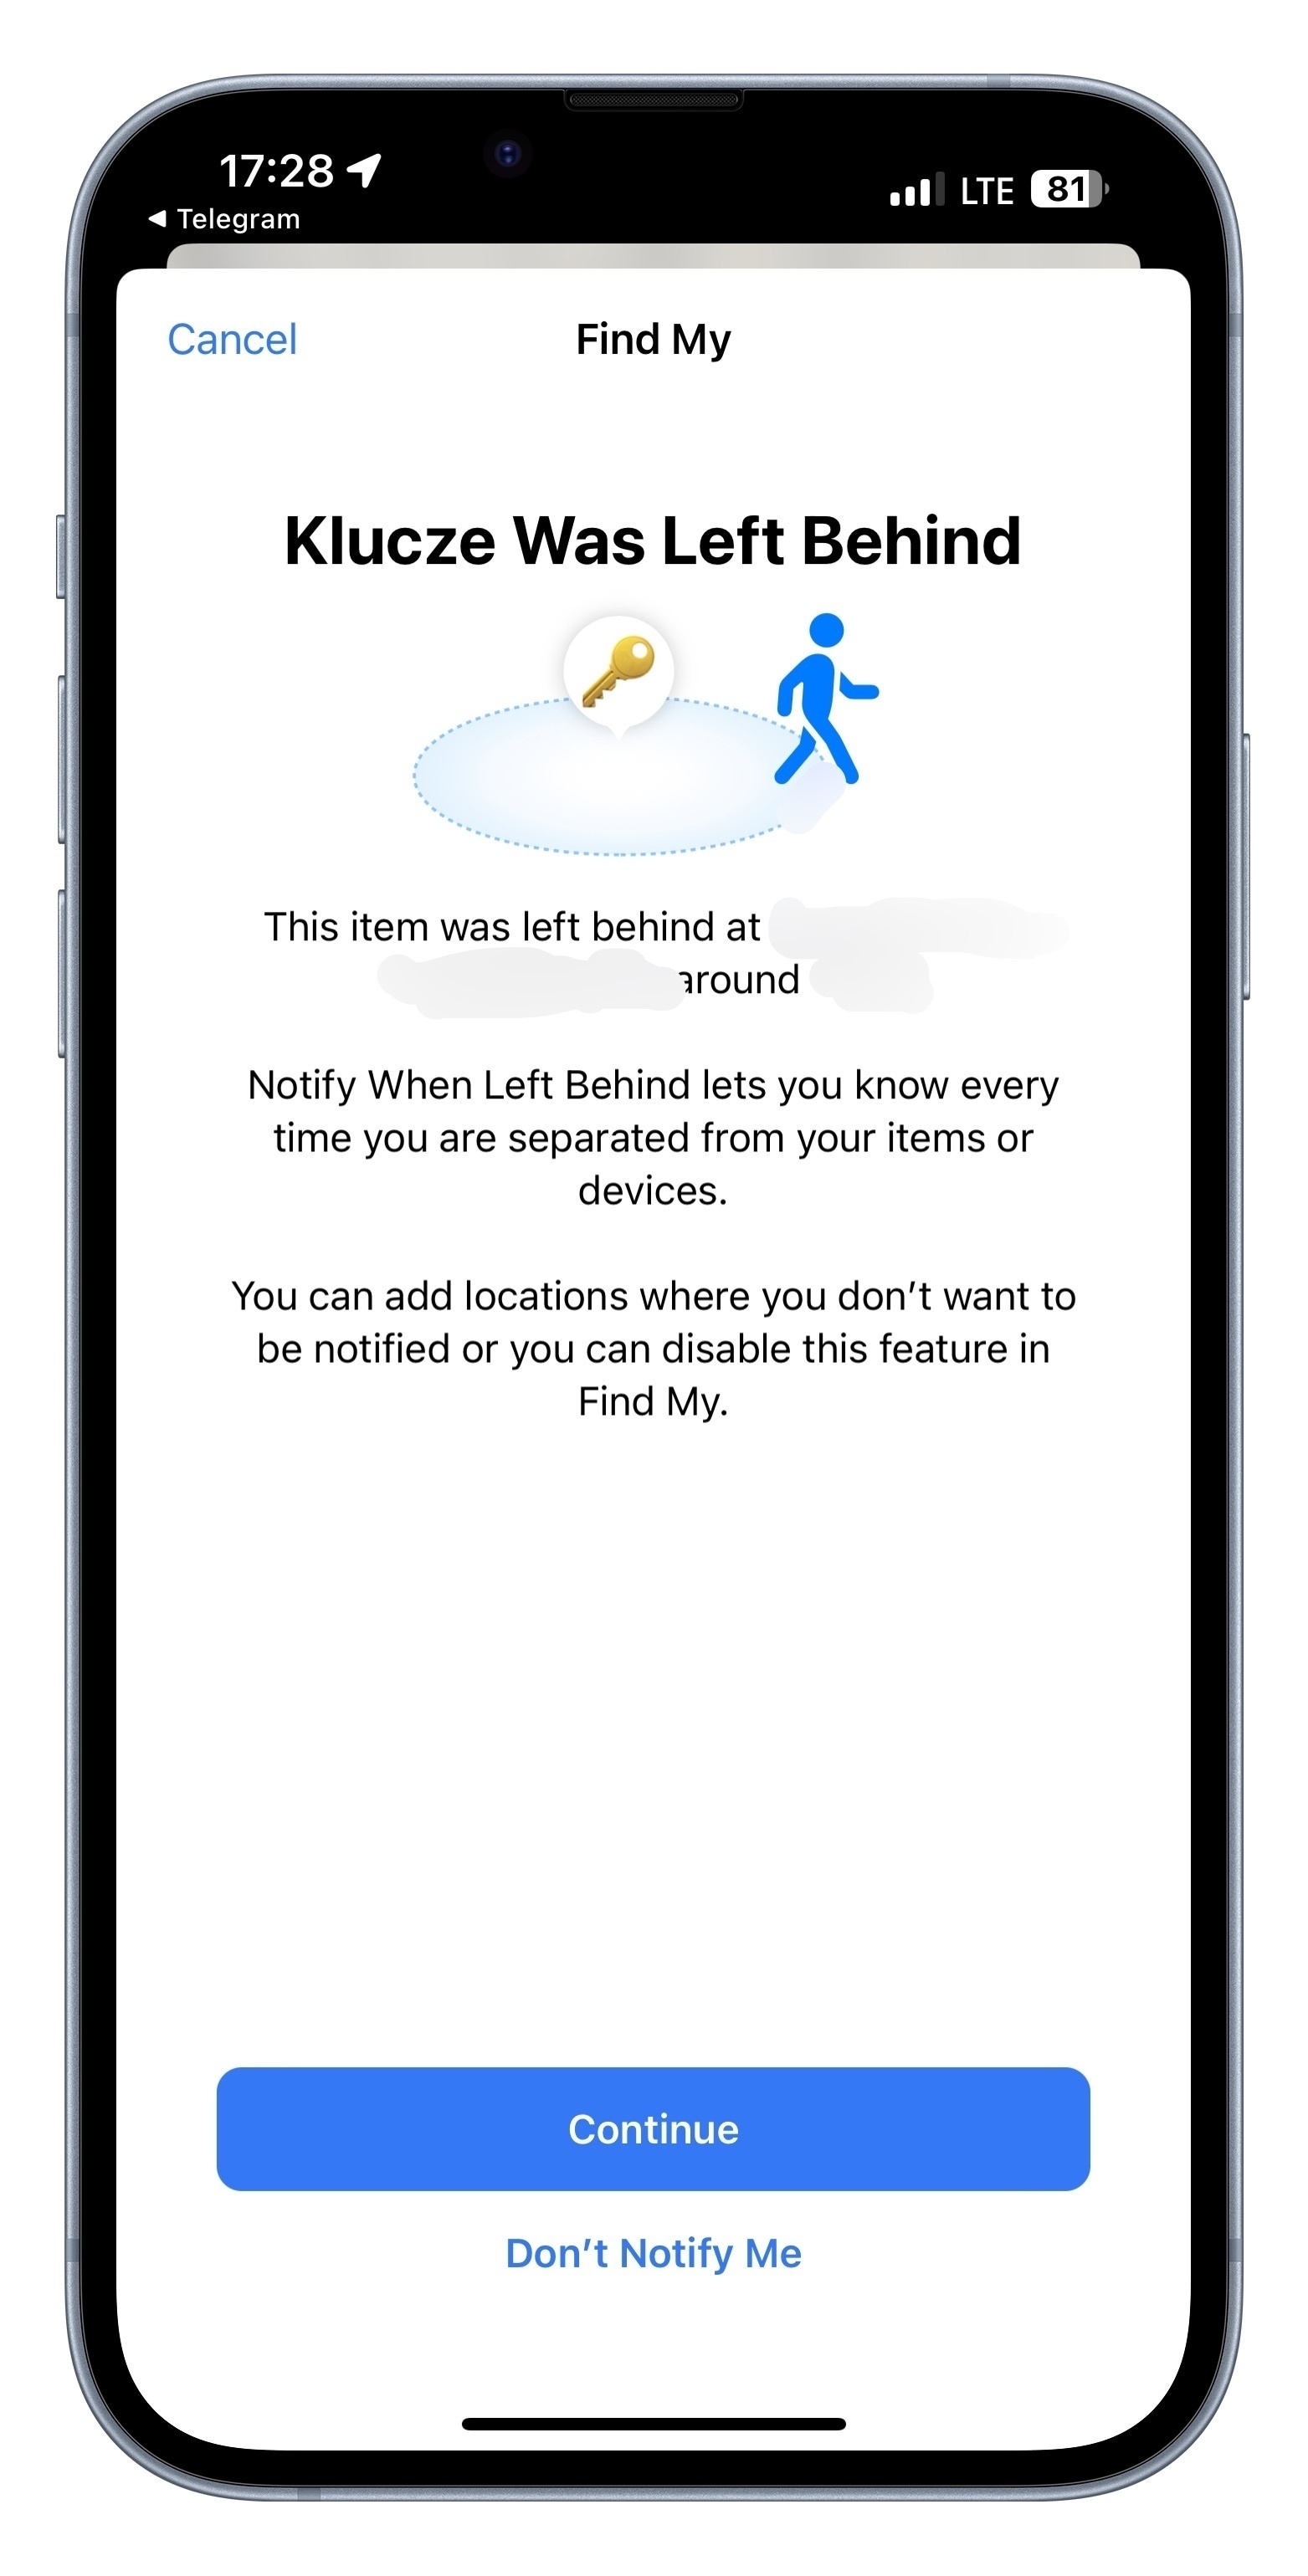 17:28
LTE 81
Telegram
Cancel
Find My
Klucze Was Left Behind
This item was left behind at
around
Notify When Left Behind lets you know every
time you are separated from your items or
devices.
You can add locations where you don’t want to
be notified or you can disable this feature in
Find My.
Continue
Don’t Notify Me